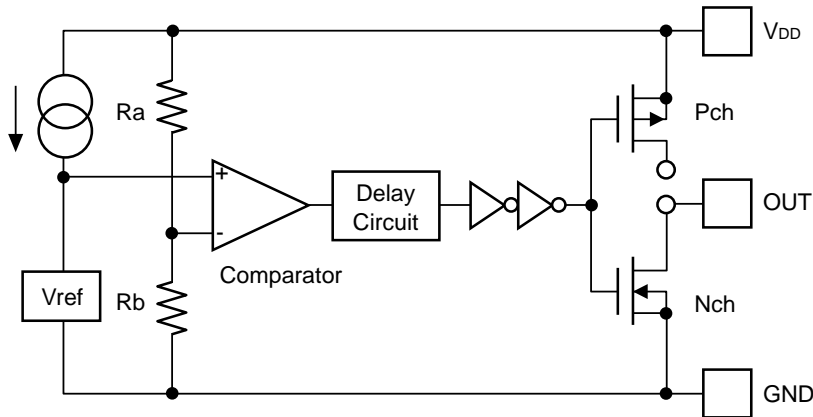 VDD
Ra
Pch
+
Delay
Circuit
OUT
-
Comparator
Vref
Rb
Nch
GND